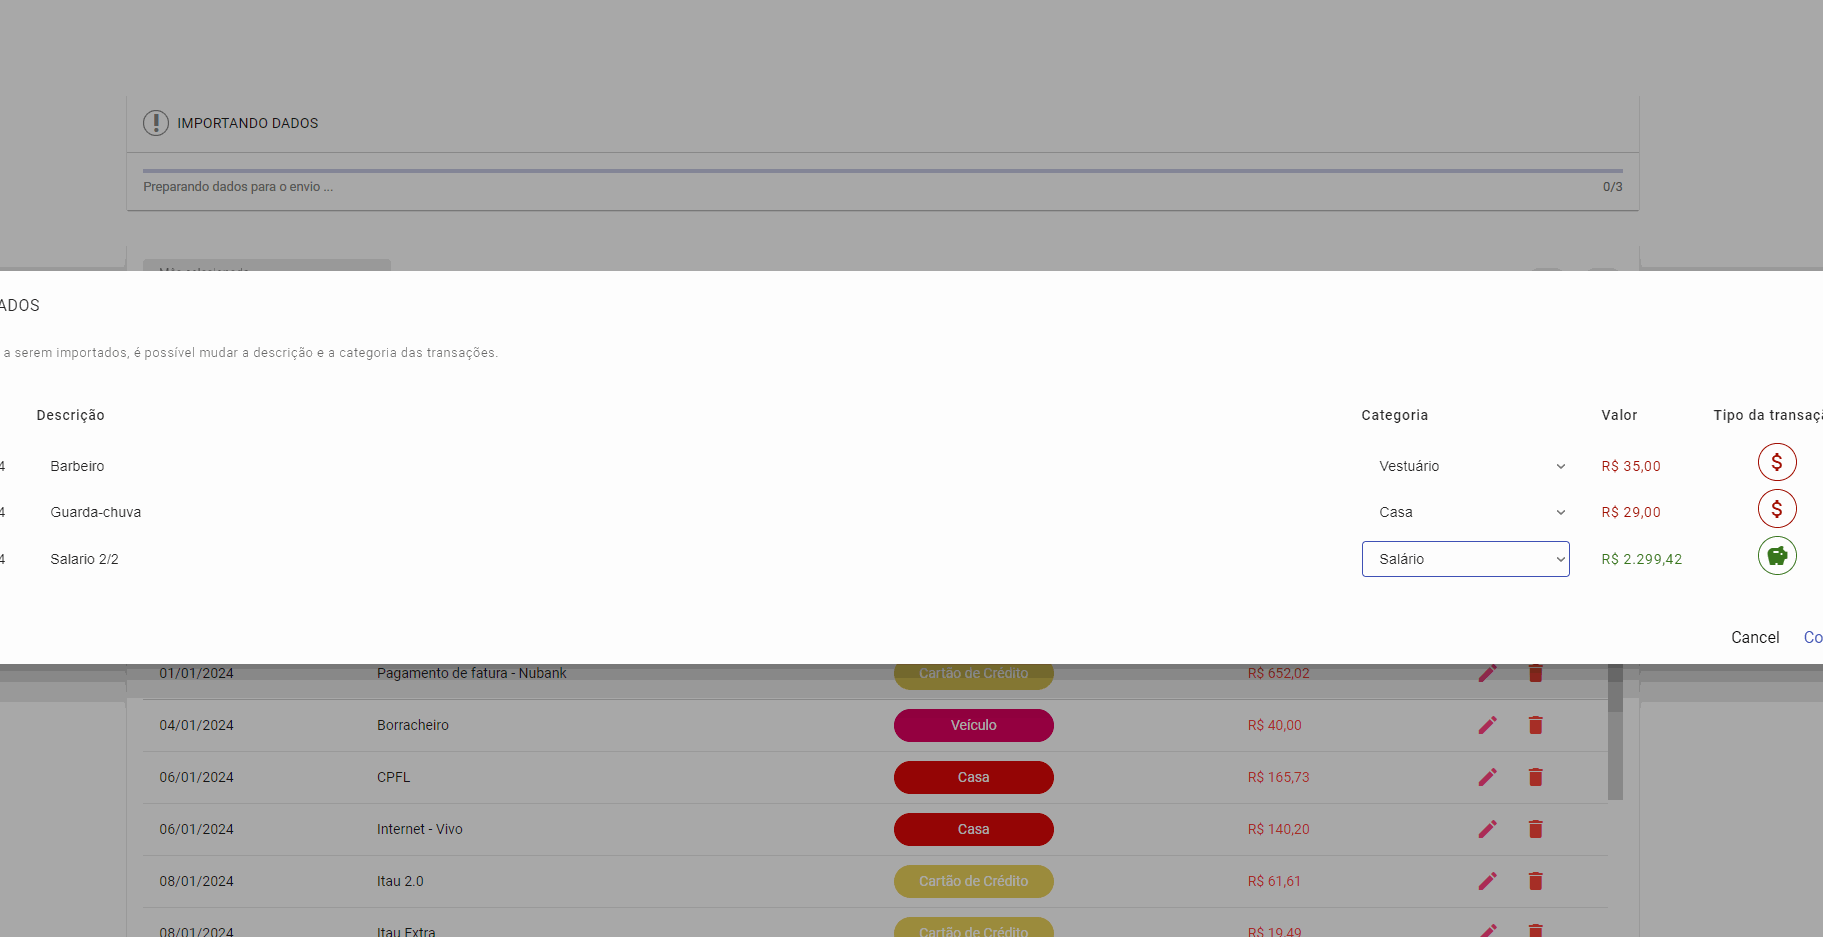 IMPORTANDO DADOS
Preparando dados para o envio ... 0/3
ADOS
a serem importados, é possível mudar a descrição e a categoria das transações.
Descrição Categoria Valor Tipo da transaçã
4 Barbeiro Vestuário R$ 35,00
4 Guarda-chuva Casa R$ 29,00
4 Salario 2/2 Salário R$ 2.299,42
Cancel Co
01/01/2024 Pagamento de fatura - Nubank Cartão de Crédito R$ 652,02
04/01/2024 Borracheiro Veículo R$ 40,00
06/01/2024 CPFL Casa R$ 165,73
06/01/2024 Internet - Vivo Casa R$ 140,20
08/01/2024 Itau 2.0 Cartão de Crédito R$ 61,61
08/01/2024 Itau Extra Cartão de Crédito R$ 19,49